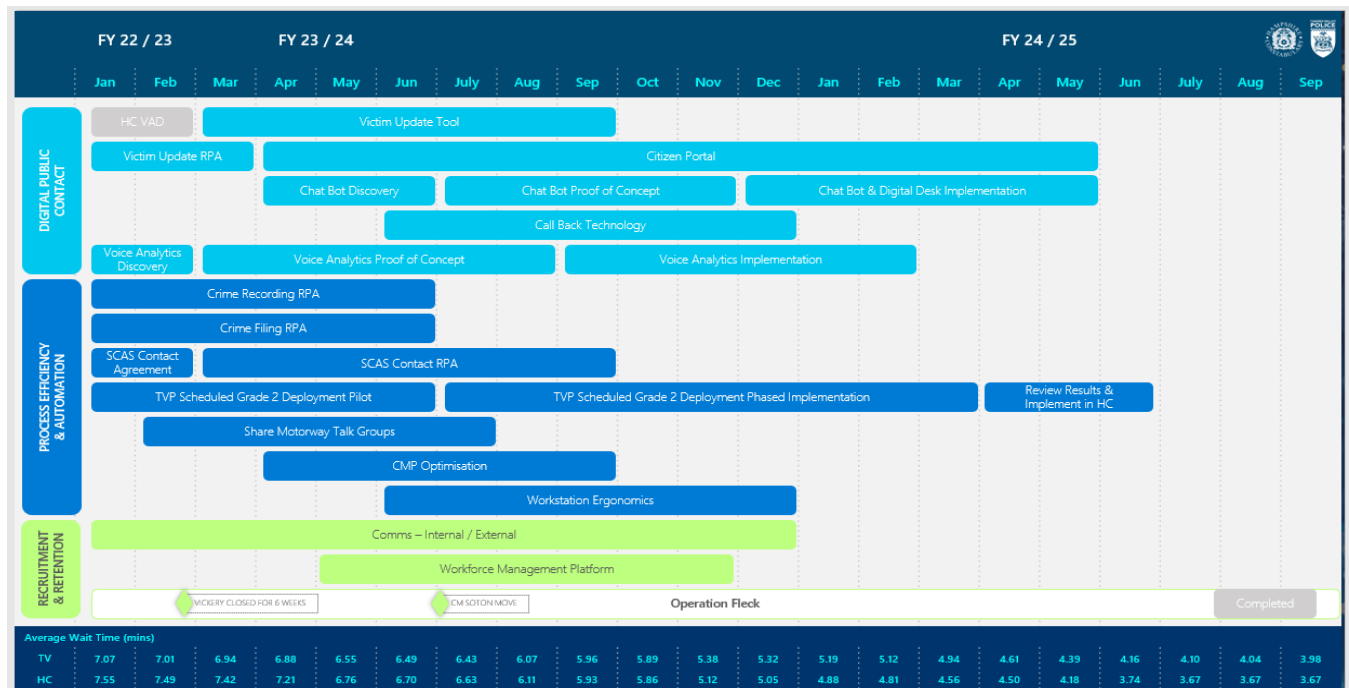 FY 22 / 23 FY 23 / 24 FY 24 / 25
HAMPSHIRE CONSTABULARY
POLICE
Jan Feb Mar Apr May Jun July Aug Sep Oct Nov Dec Jan Feb Mar Apr May Jun July Aug Sep
DIGITAL PUBLIC
CONTACT
HC VAD Victim Update Tool
Victim Update RPA Citizen Portal
Chat Bot Discovery Chat Bot Proof of Concept Chat Bot & Digital Desk Implementation
Call Back Technology
Voice Analytics
Discovery
Voice Analytics Proof of Concept Voice Analytics Implementation
PROCESS EFFICIENCY
& AUTOMATION
Crime Recording RPA
Crime Filing RPA
SCAS Contact
Agreement
SCAS Contact RPA
TVP Scheduled Grade 2 Deployment Pilot TVP Scheduled Grade 2 Deployment Phased Implementation
Review Results &
Implement in HC
Share Motorway Talk Groups
CMP Optimisation
Workstation Ergonomics
RECRUITMENT
& RETENTION
Comms – Internal / External
Workforce Management Platform
VICKERY CLOSED FOR 6 WEEKS CM SOTON MOVE Operation Fleck Completed
Average Wait Time (mins)
TV 7.07 7.01 6.94 6.88 6.55 6.49 6.43 6.07 5.96 5.89 5.38 5.32 5.19 5.12 4.94 4.61 4.39 4.16 4.10 4.04 3.98
HC 7.55 7.49 7.42 7.21 6.76 6.70 6.63 6.11 5.93 5.86 5.12 5.05 4.88 4.81 4.56 4.50 4.18 3.74 3.67 3.67 3.67